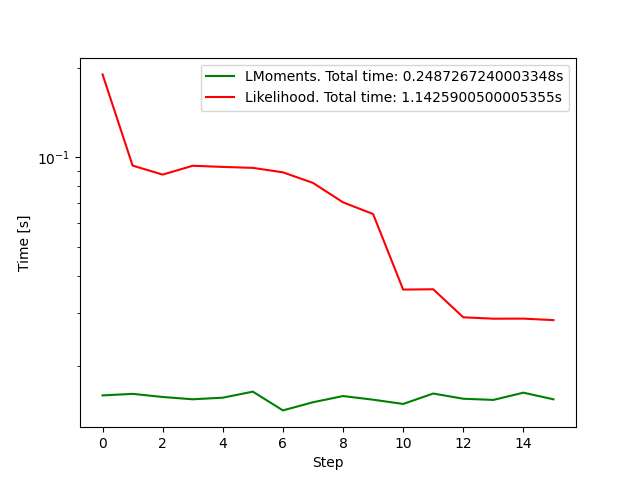 LMoments. Total time: 0.2487267240003348s
Likelihood. Total time: 1.1425900500005355s
10⁻¹
Time [s]
0 2 4 6 8 10 12 14
Step